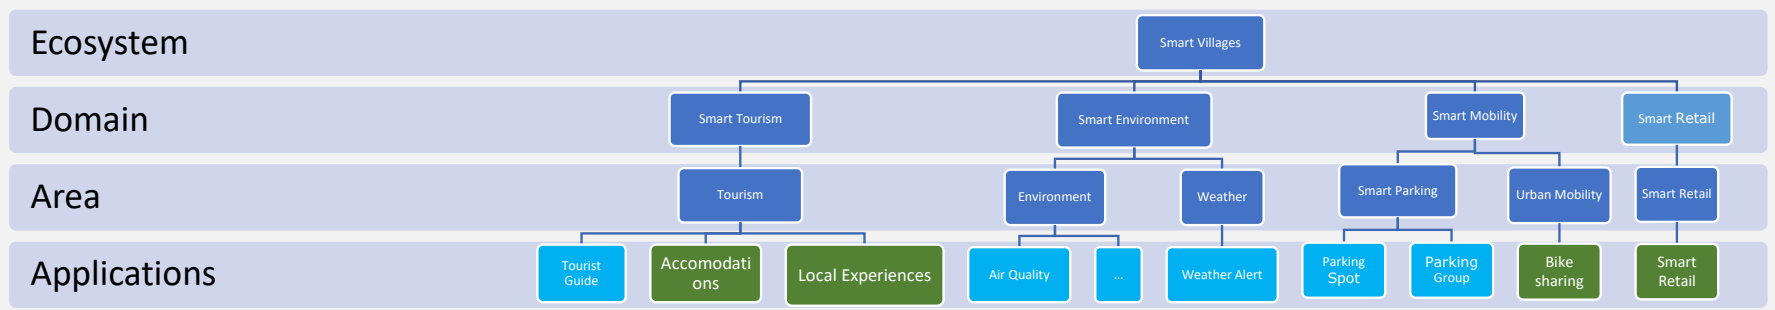 Ecosystem
Smart Villages
Domain
Smart Tourism
Smart Environment
Smart Mobility
Smart Retail
Area
Tourism
Environment
Weather
Smart Parking
Urban Mobility
Smart Retail
Applications
Tourist
Guide
Accomodati
ons
Local Experiences
Air Quality
...
Weather Alert
Parking
Spot
Parking
Group
Bike
sharing
Smart
Retail